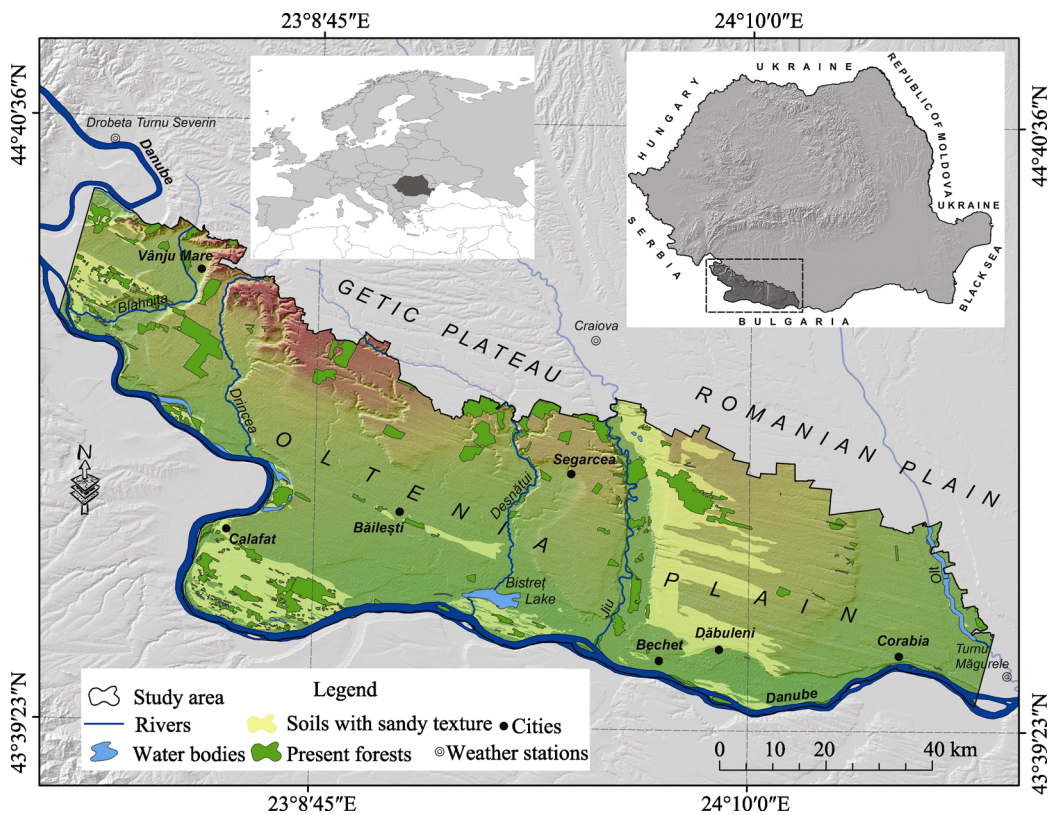 23°8'45"E
24°10'0"E
44°40'36"N
44°40'36"N
43°39'23"N
43°39'23"N
23°8'45"E
24°10'0"E
UKRAINE
REPUBLIC OF MOLDOVA
HUNGARY
UKRAINE
SERBIA
BLACK SEA
BULGARIA
Drobeta Turnu Severin
Danube
Vânju Mare
Blahnița
GETIC PLATEAU
Craiova
Drincea
ROMANIAN PLAIN
OLTENIA
PLAIN
Segarcea
Desnățui
Băilești
Calafat
N
Olt
Bistreț
Lake
Jiu
Dăbuleni
Bechet
Corabia
Turnu
Măgurele
Danube
Legend
Study area
Rivers
Soils with sandy texture
Cities
Water bodies
Present forests
Weather stations
0 10 20 40 km